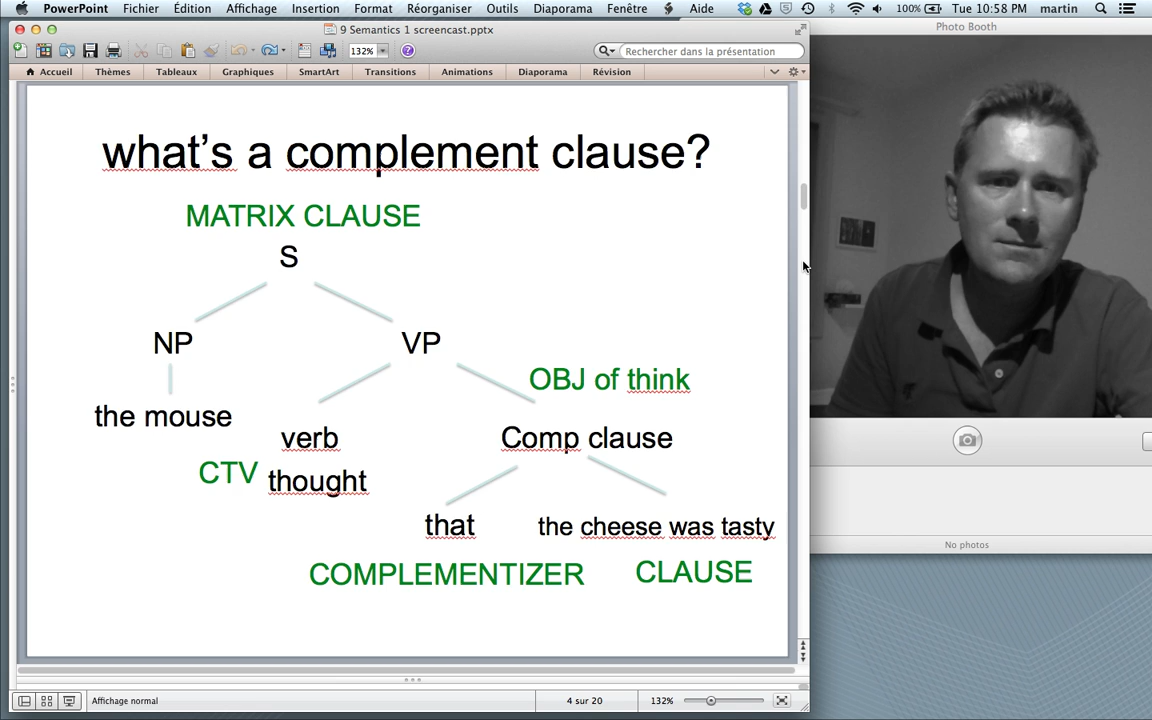 PowerPoint Fichier Édition Affichage Insertion Format Réorganiser Outils Diaporama Fenêtre Aide 100% Tue 10:58 PM martin
9 Semantics 1 screencast.pptx
Photo Booth
132% Rechercher dans la présentation
Accueil Thèmes Tableaux Graphiques SmartArt Transitions Animations Diaporama Révision
what’s a complement clause?
MATRIX CLAUSE
S
NP VP
OBJ of think
the mouse
verb Comp clause
CTV thought
that the cheese was tasty
COMPLEMENTIZER CLAUSE
No photos
Affichage normal 4 sur 20 132%